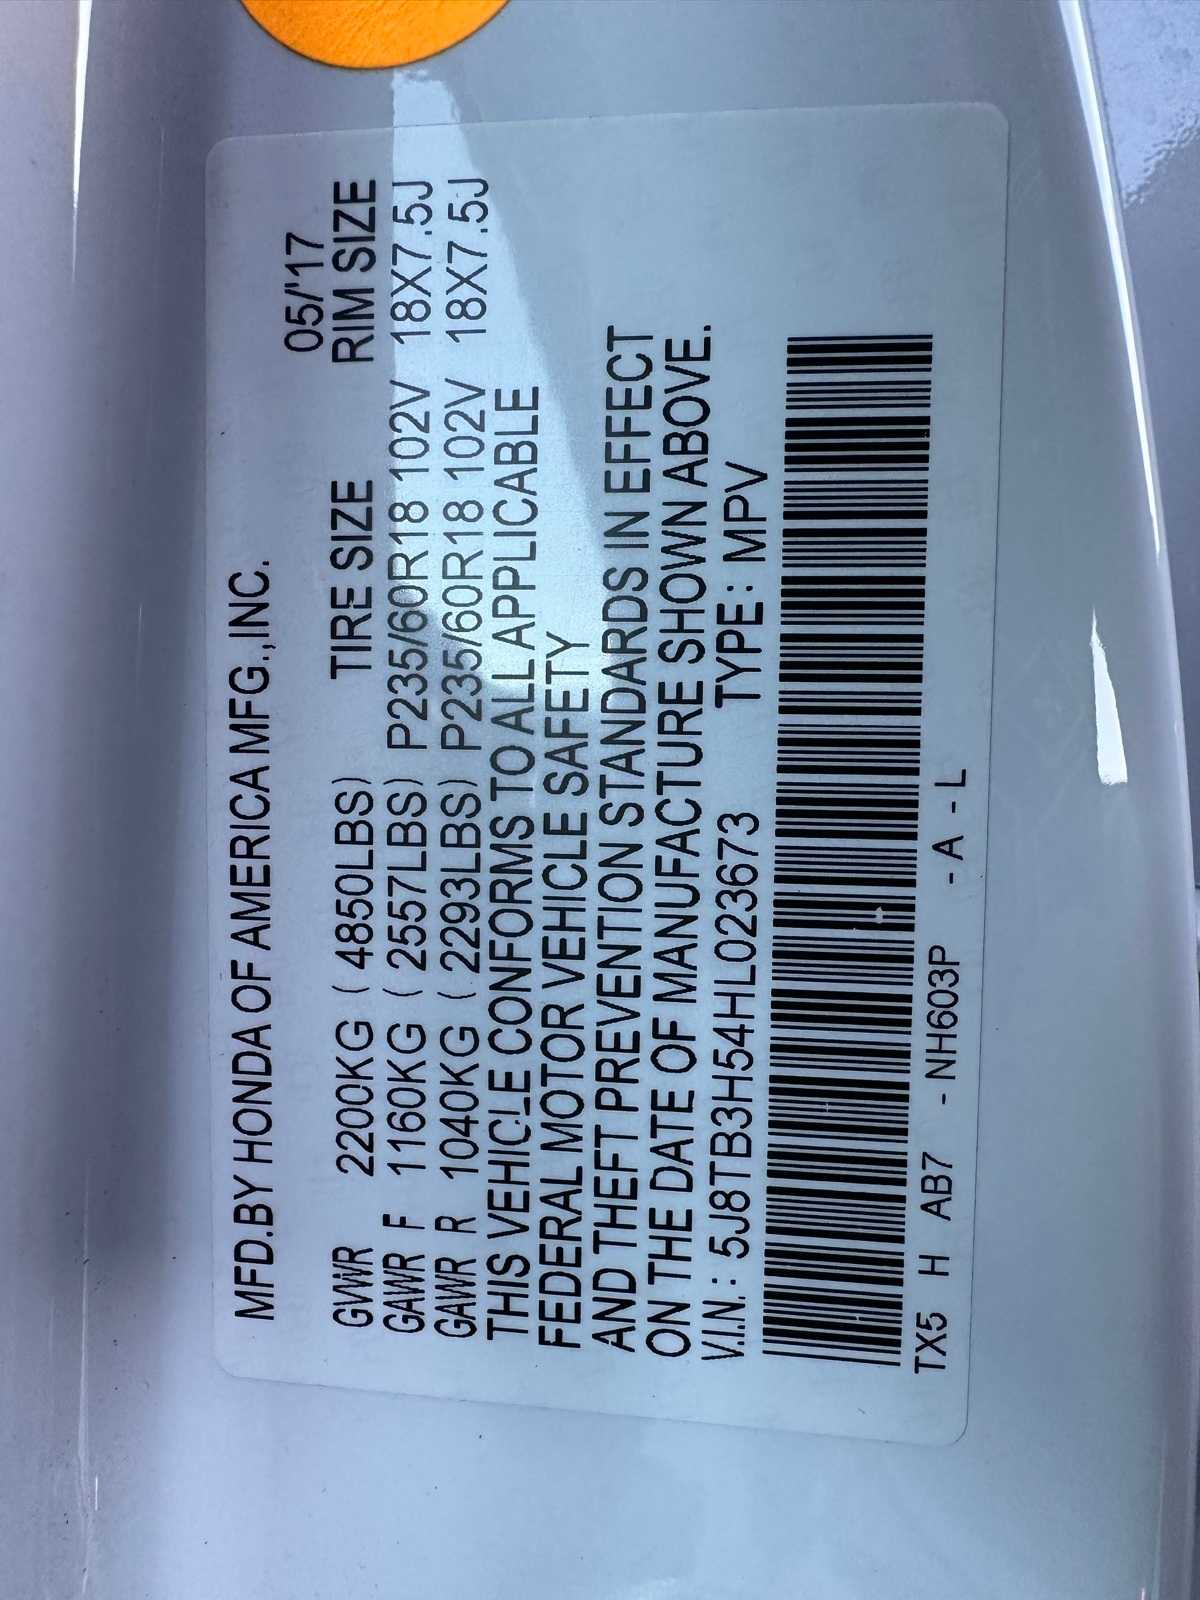 MFD.BY HONDA OF AMERICA MFG.,INC.
05/'17
TIRE SIZE RIM SIZE
GVWR 2200KG ( 4850LBS)
GAWR F 1160KG ( 2557LBS) P235/60R18 102V 18X7.5J
GAWR R 1040KG ( 2293LBS) P235/60R18 102V 18X7.5J
THIS VEHICLE CONFORMS TO ALL APPLICABLE
FEDERAL MOTOR VEHICLE SAFETY
AND THEFT PREVENTION STANDARDS IN EFFECT
ON THE DATE OF MANUFACTURE SHOWN ABOVE.
V.I.N.: 5J8TB3H54HL023673 TYPE : MPV
TX5 H AB7 - NH603P - A - L